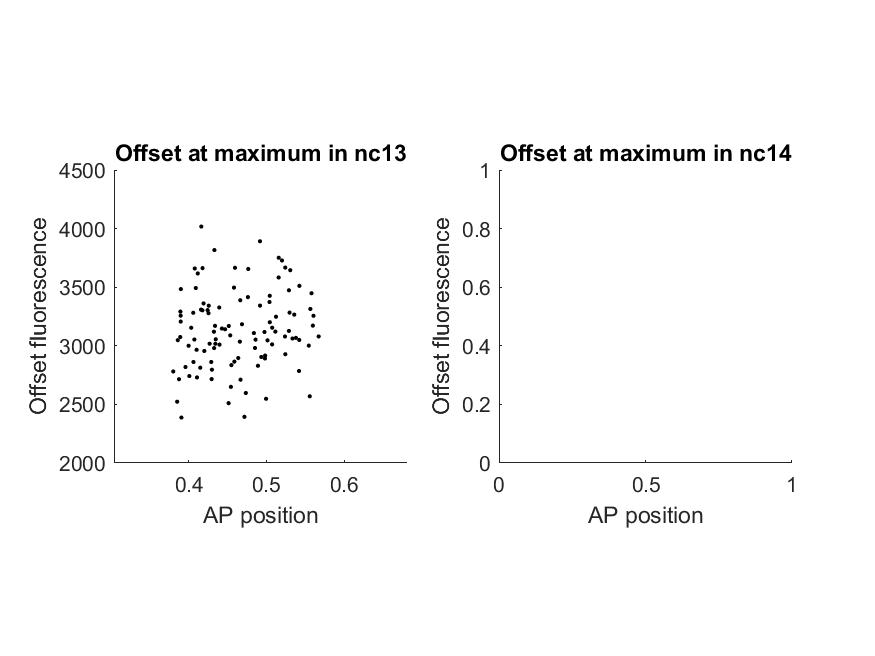 Offset at maximum in nc13
4500
4000
3500
3000
2500
2000
Offset fluorescence
0.4 0.5 0.6
AP position
Offset at maximum in nc14
1
0.8
0.6
0.4
0.2
0
Offset fluorescence
0 0.5 1
AP position